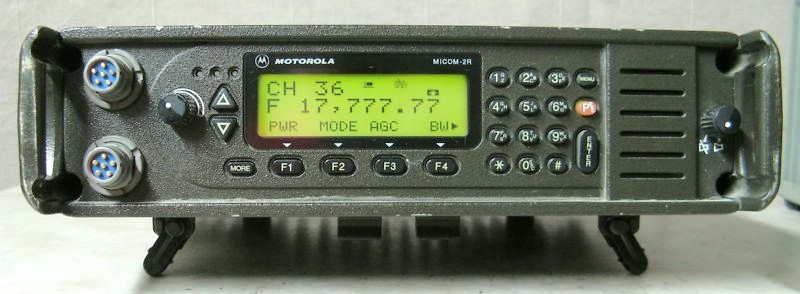 MOTOROLA MICOM-2R
CH 36
F 17,777.77
PWR MODE AGC BW▸
MORE F1 F2 F3 F4
1 2 3 MENU
4 5 6
7 8 9 ENTER
* 0 #